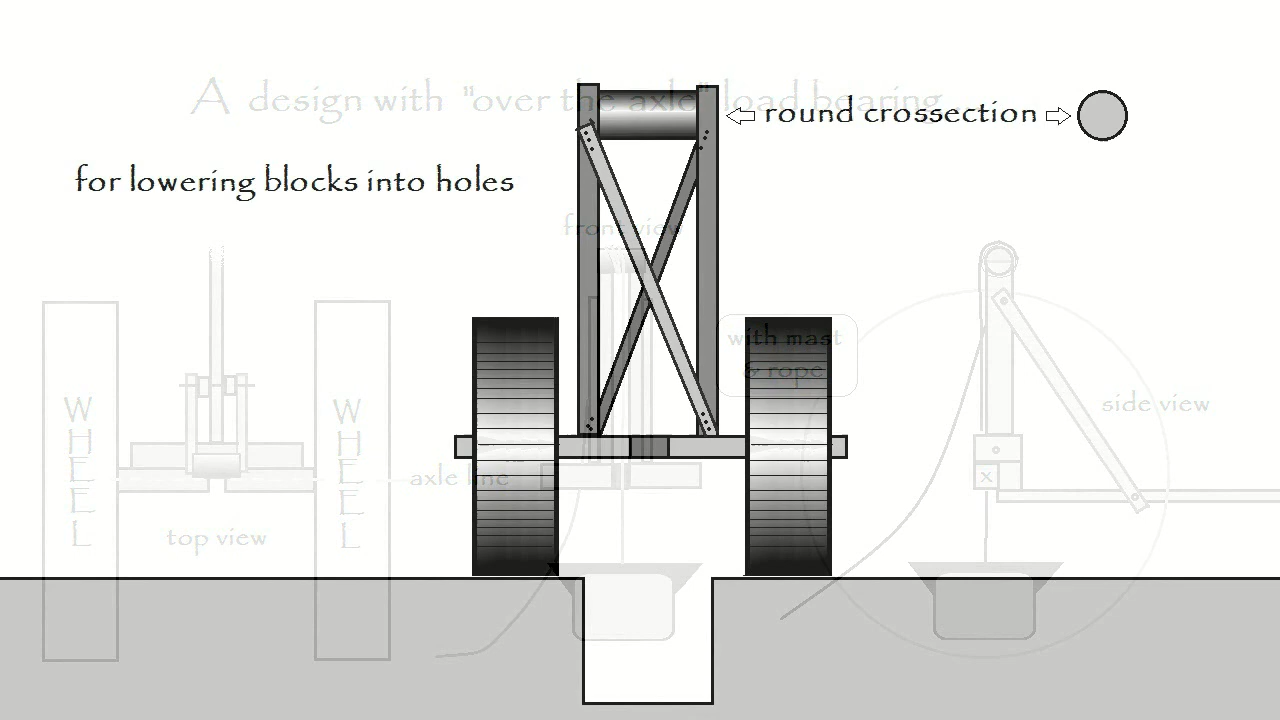 A design with "over the axle" load bearing ...
round crossection
for lowering blocks into holes
front view
with mast
& rope
side view
WHEEL
WHEEL
axle line
top view
x